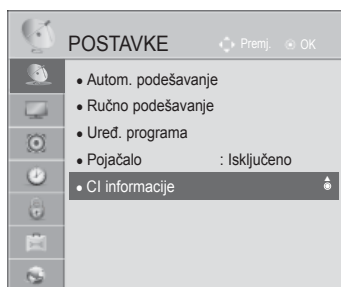 POSTAVKE Premj. OK
• Autom. podešavanje
• Ručno podešavanje
• Uređ. programa
• Pojačalo : Isključeno
• CI informacije